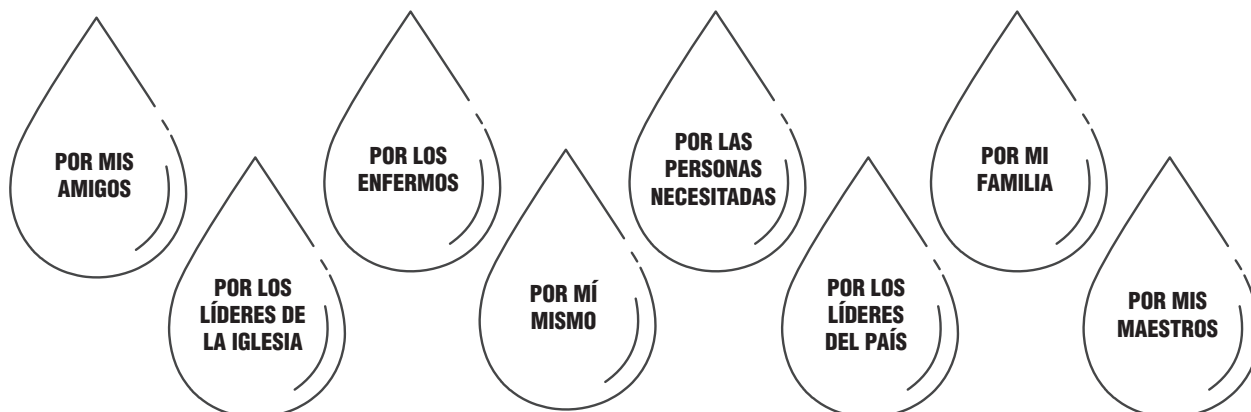 POR MIS
AMIGOS
POR LOS
LÍDERES DE
LA IGLESIA
POR LOS
ENFERMOS
POR MÍ
MISMO
POR LAS
PERSONAS
NECESITADAS
POR LOS
LÍDERES
DEL PAÍS
POR MI
FAMILIA
POR MIS
MAESTROS